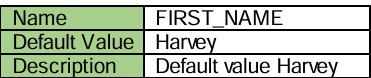 Name FIRST_NAME
Default Value Harvey
Description Default value Harvey